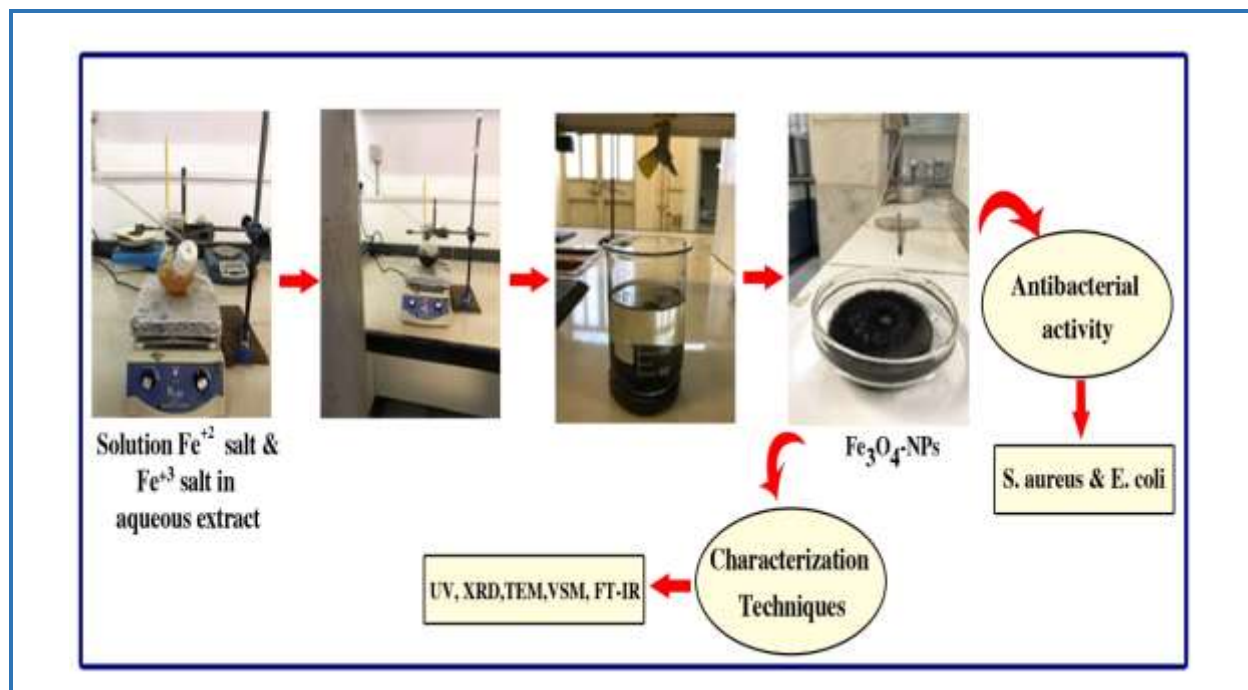 Solution Fe⁺² salt &
Fe⁺³ salt in
aqueous extract
Fe₃O₄-NPs
Antibacterial
activity
S. aureus & E. coli
Characterization
Techniques
UV, XRD,TEM,VSM, FT-IR